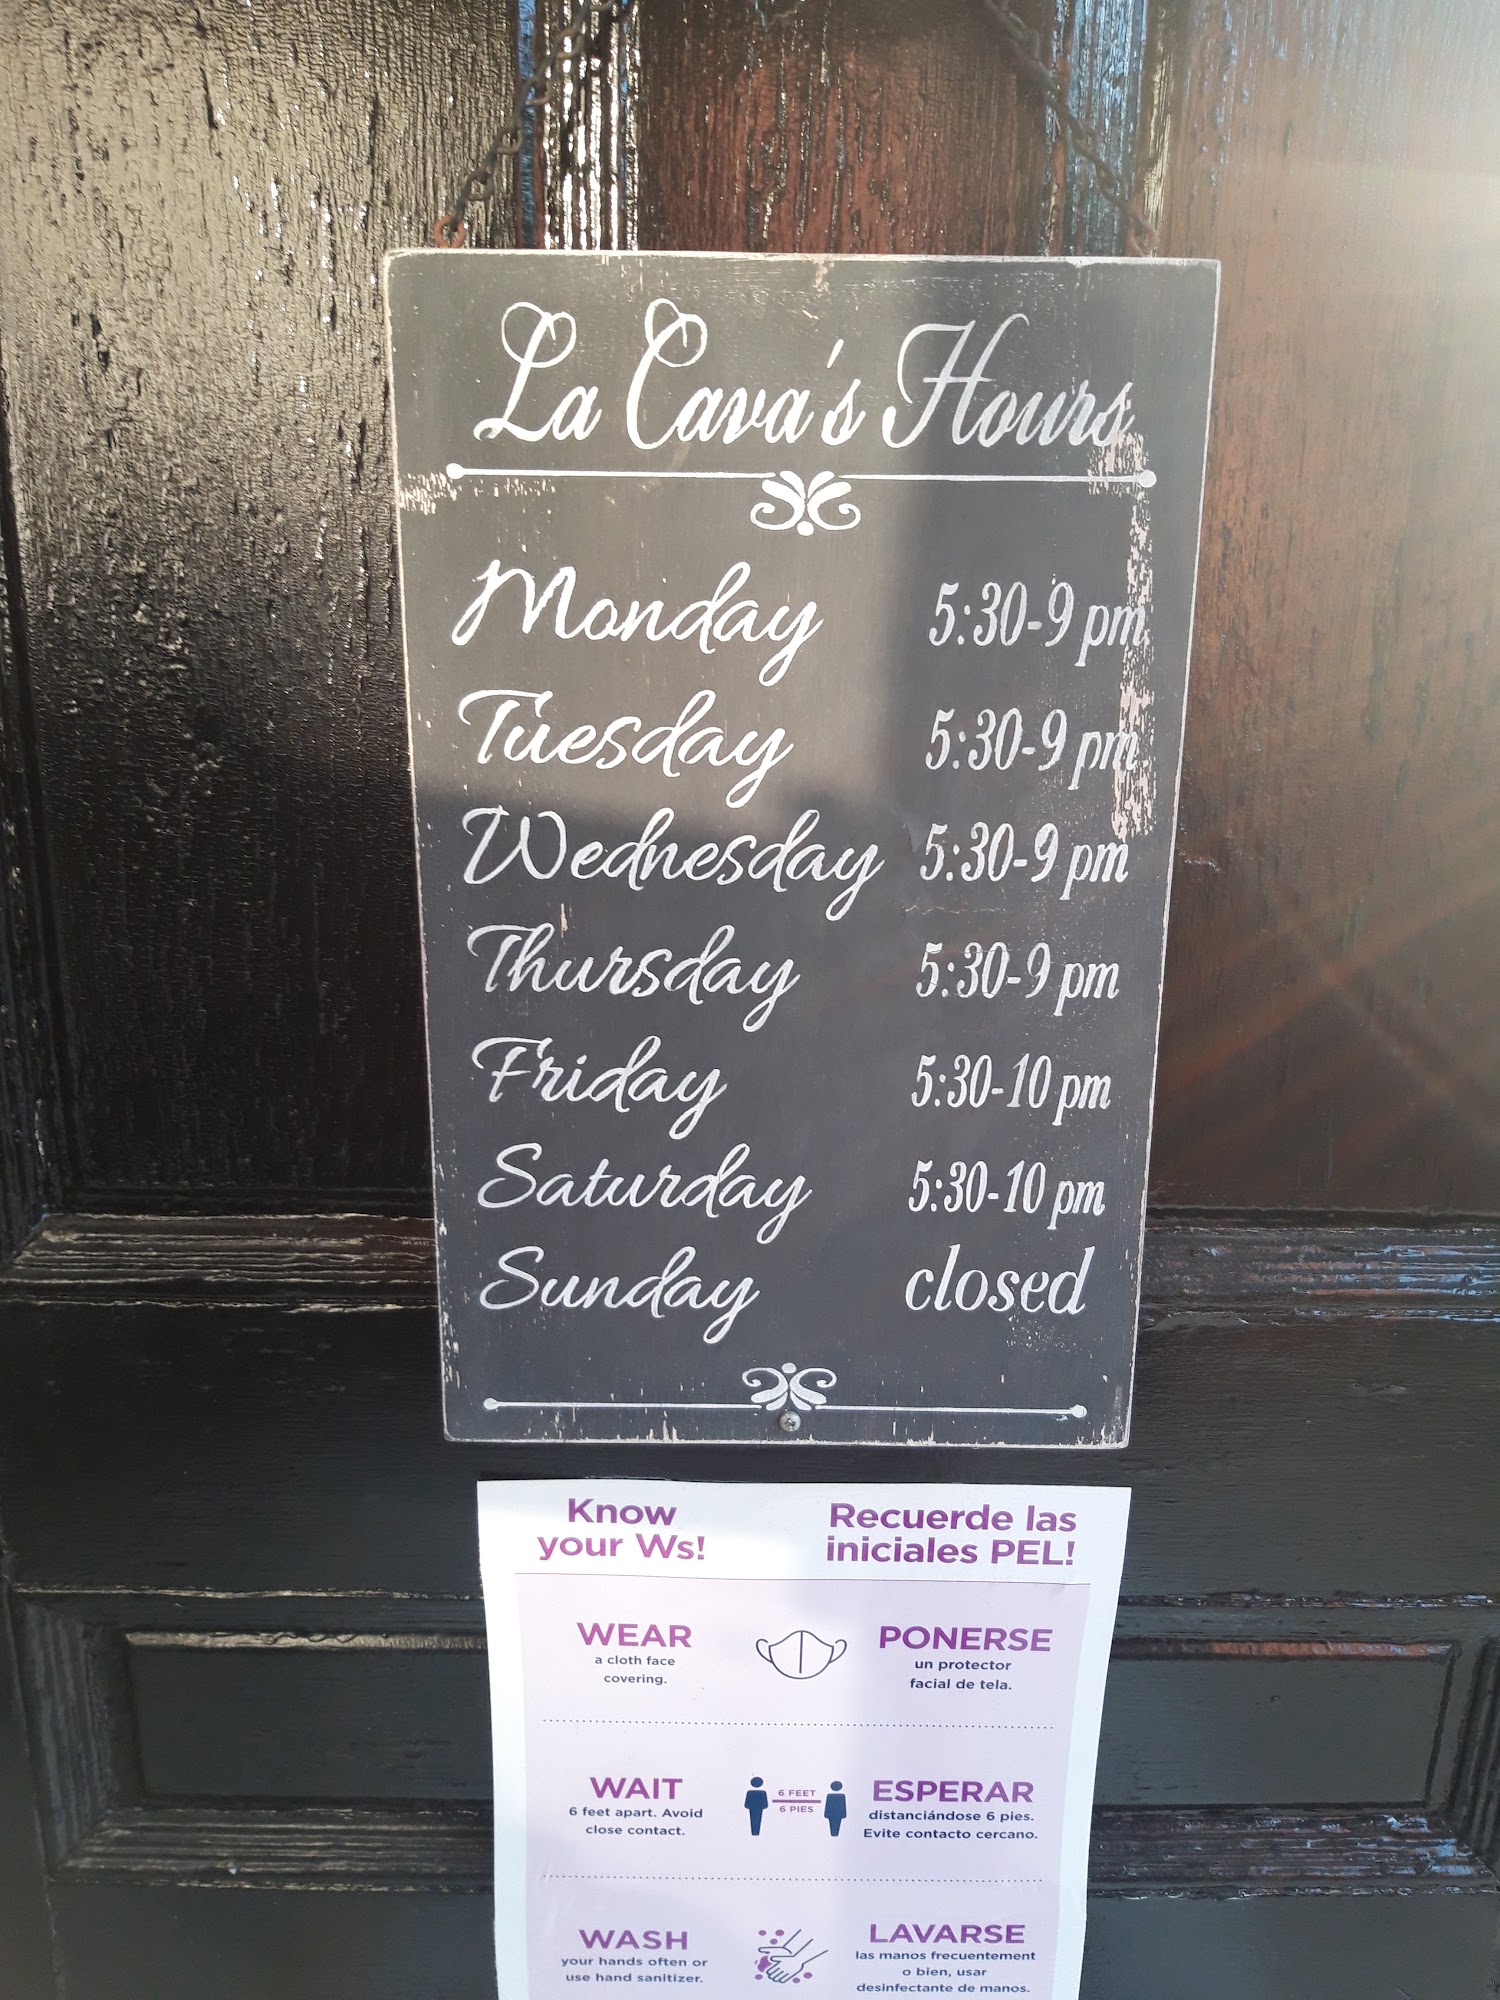 La Cava's Hours
Monday 5:30-9 pm
Tuesday 5:30-9 pm
Wednesday 5:30-9 pm
Thursday 5:30-9 pm
Friday 5:30-10 pm
Saturday 5:30-10 pm
Sunday closed
Know
your Ws!
Recuerde las
iniciales PEL!
WEAR
a cloth face
covering.
PONERSE
un protector
facial de tela.
WAIT
6 feet apart. Avoid
close contact.
6 FEET
6 PIES
ESPERAR
distanciándose 6 pies.
Evite contacto cercano.
WASH
your hands often or
use hand sanitizer.
LAVARSE
las manos frecuentement
o bien, usar
desinfectante de manos.